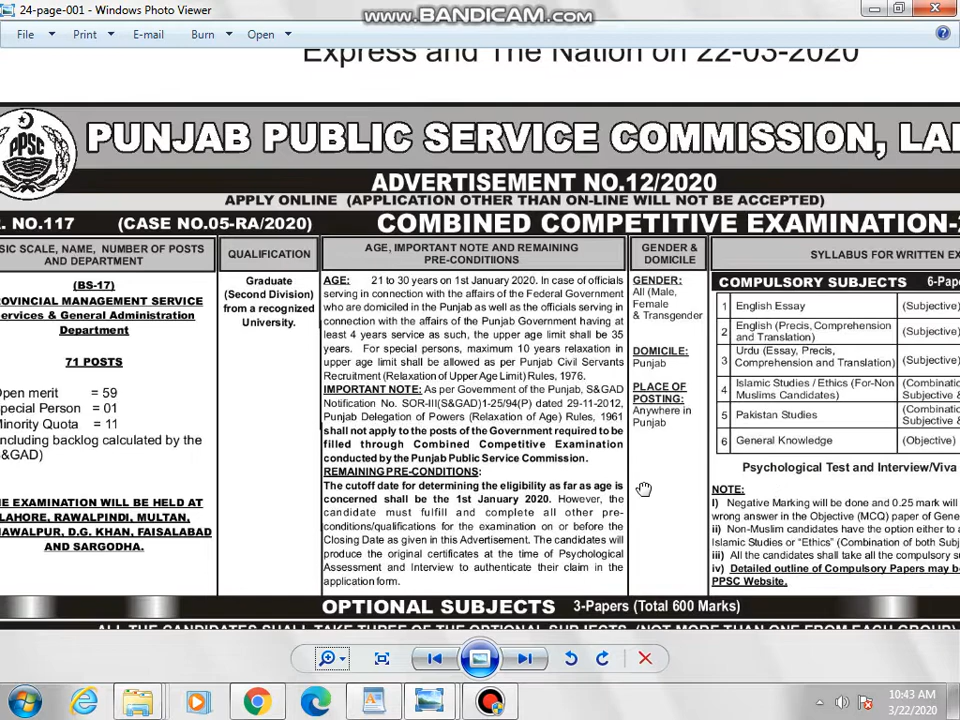 24-page-001 - Windows Photo Viewer
www.BANDICAM.com
File Print E-mail Burn Open
Express and The Nation on 22-03-2020
PPSC
PUNJAB PUBLIC SERVICE COMMISSION,
ADVERTISEMENT NO.12/2020
APPLY ONLINE (APPLICATION OTHER THAN ON-LINE WILL NOT BE ACCEPTED)
NO.117 (CASE NO.05-RA/2020) COMBINED COMPETITIVE EXAMINATION-
SCALE, NAME, NUMBER OF POSTS
AND DEPARTMENT
(BS-17)
MANAGEMENT SERVICE
& General Administration
Department
71 POSTS
merit = 59
Person = 01
Quota = 11
backlog calculated by the
EXAMINATION WILL BE HELD AT
RAWALPINDI, MULTAN,
D.G. KHAN, FAISALABAD
AND SARGODHA.
QUALIFICATION
Graduate
(Second Division)
from a recognized
University.
AGE, IMPORTANT NOTE AND REMAINING
PRE-CONDITIIONS
AGE: 21 to 30 years on 1st January 2020. In case of officials
serving in connection with the affairs of the Federal Government
who are domiciled in the Punjab as well as the officials serving in
connection with the affairs of the Punjab Government having at
least 4 years service as such, the upper age limit shall be 35
years. For special persons, maximum 10 years relaxation in
upper age limit shall be allowed as per Punjab Civil Servants
Recruitment (Relaxation of Upper Age Limit) Rules, 1976.
IMPORTANT NOTE: As per Government of the Punjab, S&GAD
Notification No. SOR-III(S&GAD)1-25/94(P) dated 29-11-2012,
Punjab Delegation of Powers (Relaxation of Age) Rules, 1961
shall not apply to the posts of the Government required to be
filled through Combined Competitive Examination
conducted by the Punjab Public Service Commission.
REMAINING PRE-CONDITIONS:
The cutoff date for determining the eligibility as far as age is
concerned shall be the 1st January 2020. However, the
candidate must fulfill and complete all other pre-
conditions/qualifications for the examination on or before the
Closing Date as given in this Advertisement. The candidates will
produce the original certificates at the time of Psychological
Assessment and Interview to authenticate their claim in the
application form.
GENDER &
DOMICILE
GENDER:
All (Male,
Female
& Transgender
DOMICILE:
Punjab
PLACE OF
POSTING:
Anywhere in
Punjab
SYLLABUS FOR WRITTEN
COMPULSORY SUBJECTS
1 English Essay (Subjective)
2 English (Precis, Comprehension
and Translation) (Subjective)
3 Urdu (Essay, Precis,
Comprehension and Translation) (Subjective)
4 Islamic Studies / Ethics (For-Non
Muslims Candidates)
5 Pakistan Studies
6 General Knowledge (Objective)
Psychological Test and Interview/Viva
NOTE:
I) Negative Marking will be done and 0.25 mark will
wrong answer in the Objective (MCQ) paper of
ii) Non-Muslim candidates have the option either to
Islamic Studies or “Ethics” (Combination of both
iii) All the candidates shall take all the compulsory
iv) Detailed outline of Compulsory Papers may
PPSC Website.
OPTIONAL SUBJECTS 3-Papers (Total 600 Marks)
ALL THE CANDIDATES SHALL TAKE THREE OF THE OPTIONAL SUBJECTS (NOT MORE THAN ONE FROM EACH GROUP)
10:43 AM
3/22/2020